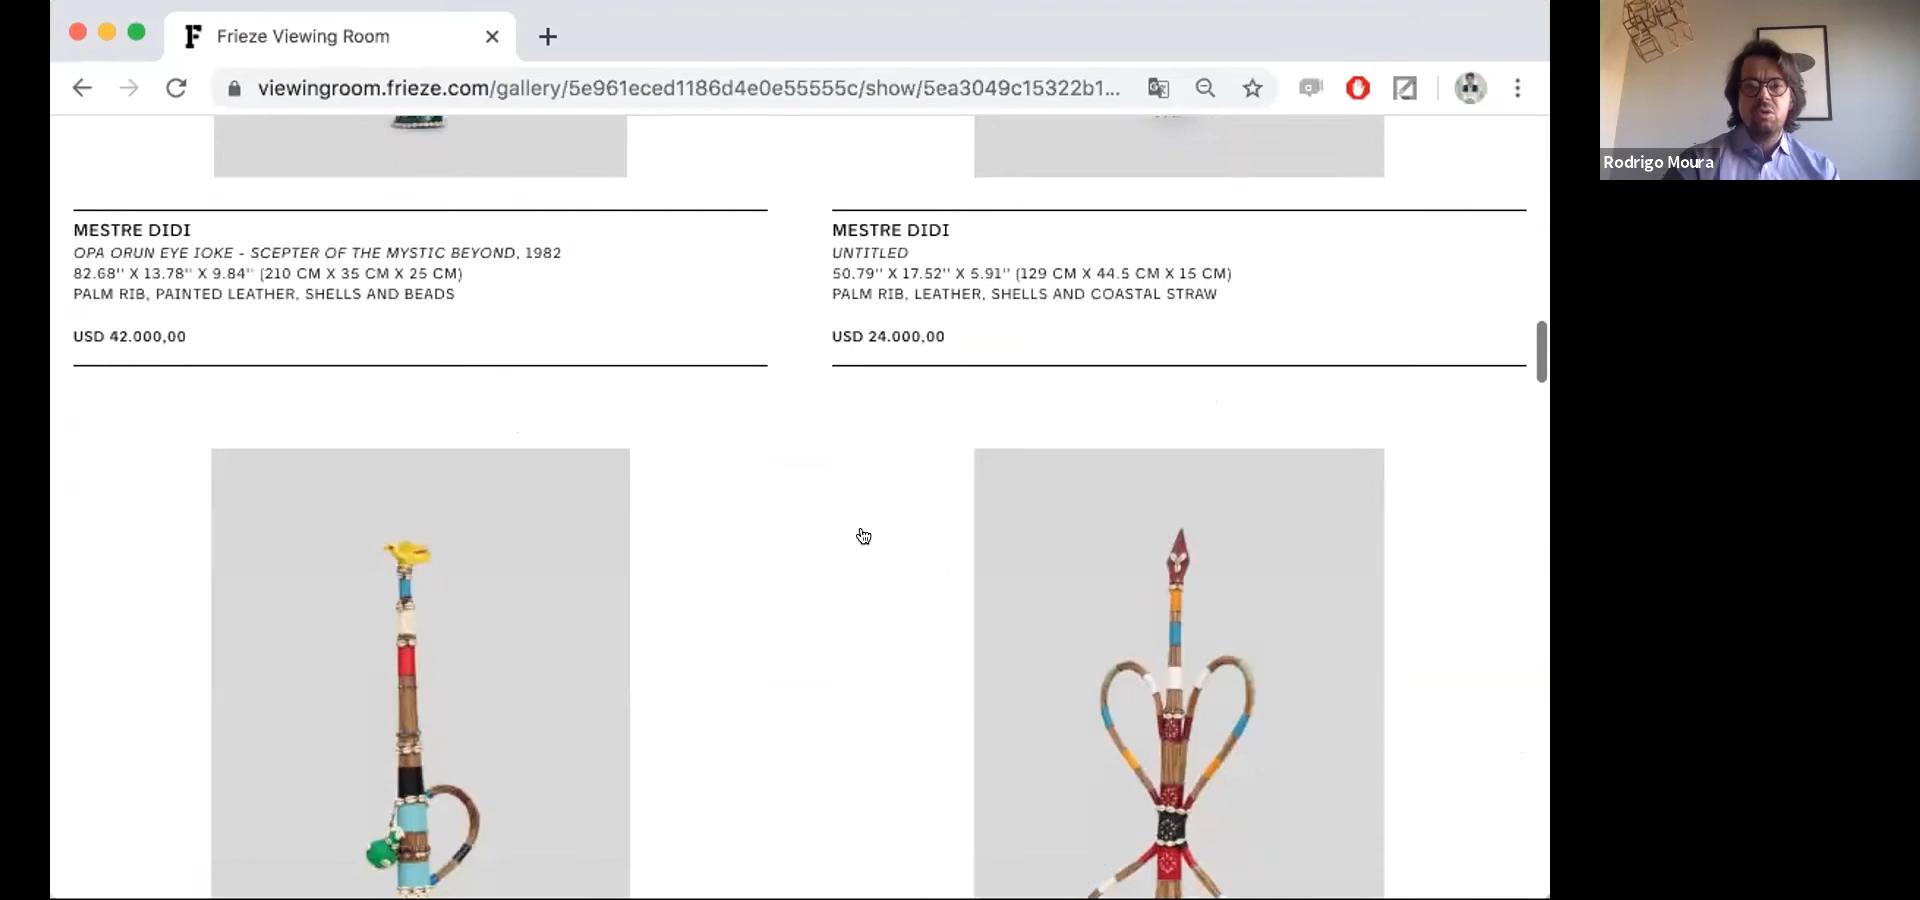 Frieze Viewing Room
viewingroom.frieze.com/gallery/5e961eced1186d4e0e55555c/show/5ea3049c15322b1...
Rodrigo Moura
MESTRE DIDI
OPA ORUN EYE IOKE - SCEPTER OF THE MYSTIC BEYOND, 1982
82.68'' X 13.78'' X 9.84'' (210 CM X 35 CM X 25 CM)
PALM RIB, PAINTED LEATHER, SHELLS AND BEADS
USD 42.000,00
MESTRE DIDI
UNTITLED
50.79'' X 17.52'' X 5.91'' (129 CM X 44.5 CM X 15 CM)
PALM RIB, LEATHER, SHELLS AND COASTAL STRAW
USD 24.000,00